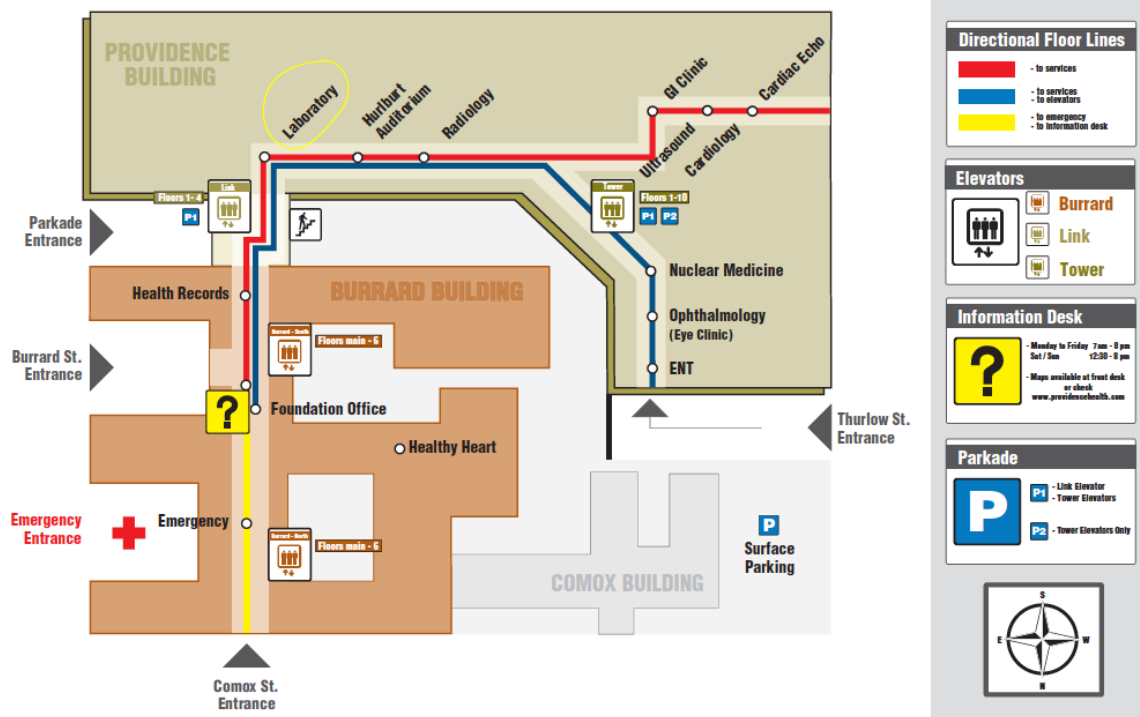 PROVIDENCE
BUILDING
Laboratory
Hurlburt
Auditorium
Radiology
GI Clinic
Cardiac Echo
Ultrasound
Cardiology
Link
Floors 1-4
P1
Tower
Floors 1-10
P1 P2
Parkade
Entrance
Health Records
BURRARD BUILDING
Nuclear Medicine
Ophthalmology
(Eye Clinic)
ENT
Burrard - South
Floors main - 6
Burrard St.
Entrance
?
Foundation Office
Healthy Heart
Thurlow St.
Entrance
Emergency
Entrance
Emergency
Burrard - North
Floors main - 6
P
Surface
Parking
COMOX BUILDING
Comox St.
Entrance
Directional Floor Lines
- to services
- to services
- to elevators
- to emergency
- to information desk
Elevators
Burrard
Link
Tower
Information Desk
?
- Monday to Friday 7am - 8 pm
Sat / Sun 12:30 - 8 pm
- Maps available at front desk
or check
www.providencehealth.com
Parkade
P
P1 - Link Elevator
- Tower Elevators
P2 - Tower Elevators Only
S
E W
N